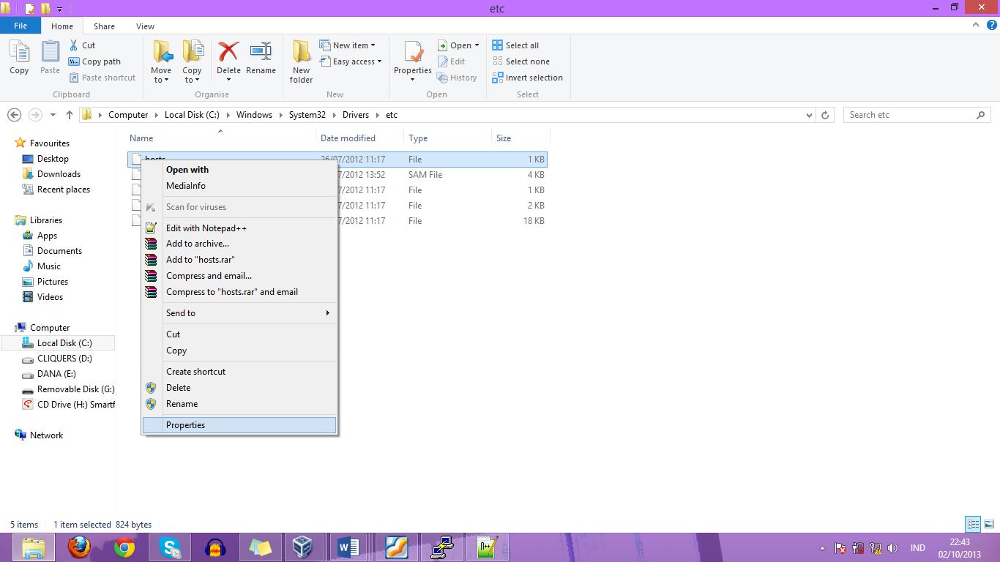 etc
File Home Share View
Copy
Paste
Cut
Copy path
Paste shortcut
Clipboard
Move to
Copy to
Delete
Rename
Organise
New folder
New item
Easy access
New
Properties
Open
Edit
History
Open
Select all
Select none
Invert selection
Select
Computer Local Disk (C:) Windows System32 Drivers etc
Search etc
Favourites
Desktop
Downloads
Recent places
Libraries
Apps
Documents
Music
Pictures
Videos
Computer
Local Disk (C:)
CLIQUERS (D:)
DANA (E:)
Removable Disk (G:)
CD Drive (H:) Smartf
Network
Name Date modified Type Size
hosts 26/07/2012 11:17 File 1 KB
7/2012 13:52 SAM File 4 KB
7/2012 11:17 File 1 KB
7/2012 11:17 File 2 KB
7/2012 11:17 File 18 KB
Open with
MediaInfo
Scan for viruses
Edit with Notepad++
Add to archive...
Add to "hosts.rar"
Compress and email...
Compress to "hosts.rar" and email
Send to
Cut
Copy
Create shortcut
Delete
Rename
Properties
5 items 1 item selected 824 bytes
IND
22:43
02/10/2013